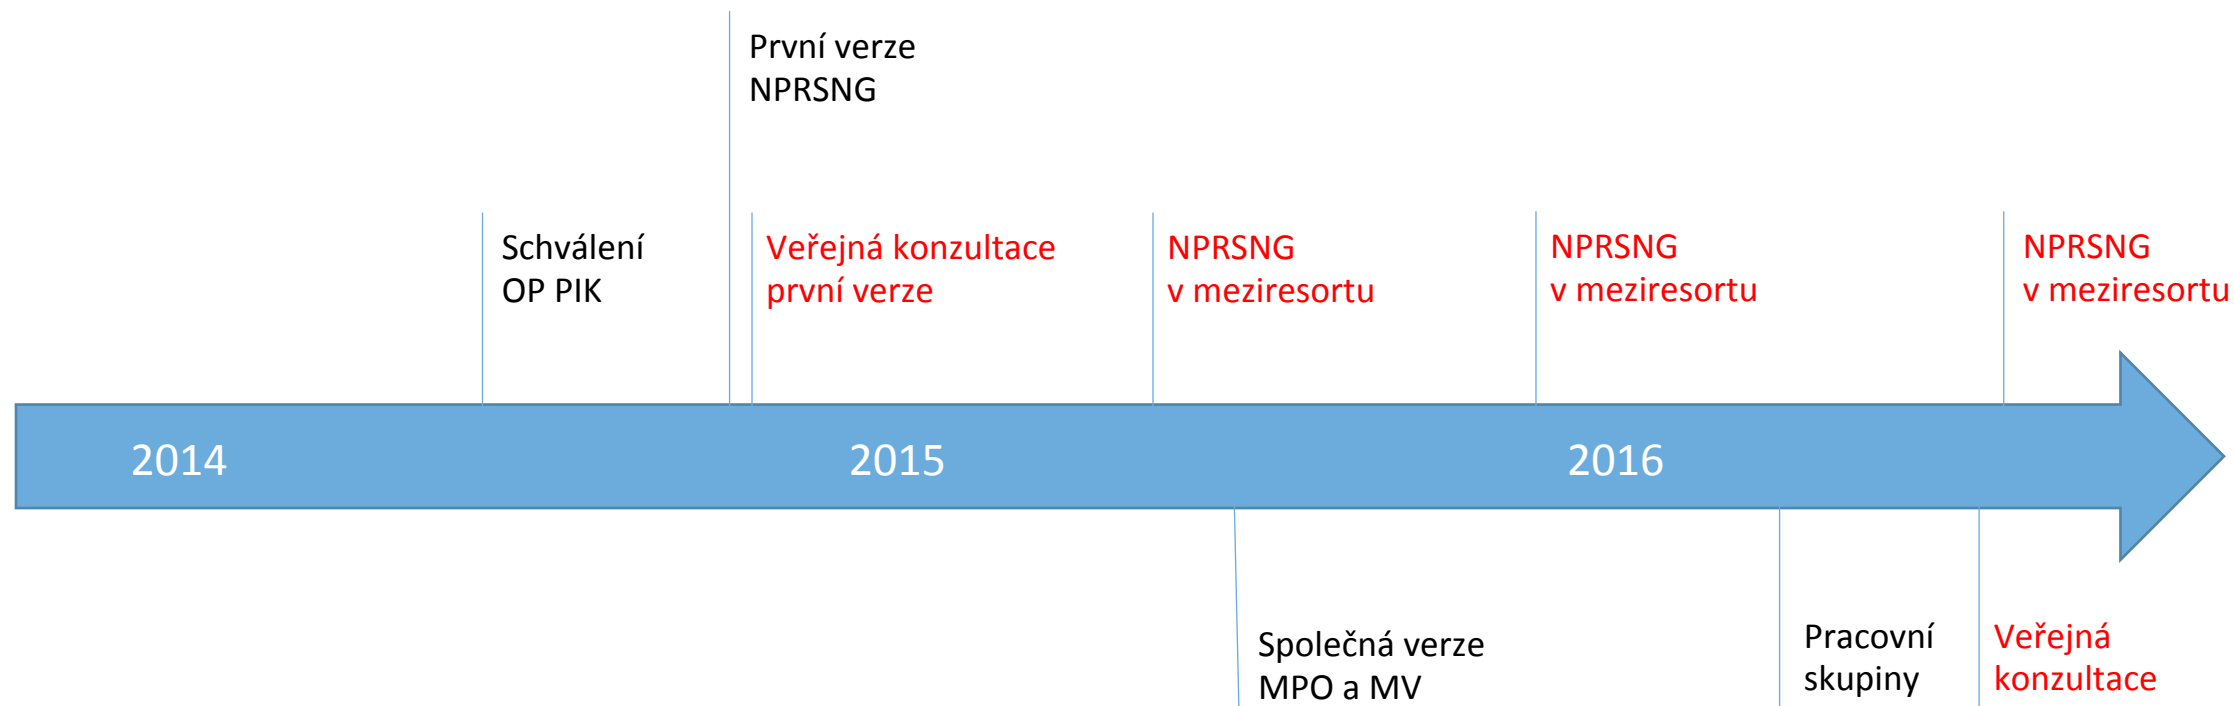 První verze
NPRSNG
Schválení
OP PIK
Veřejná konzultace
první verze
NPRSNG
v meziresortu
NPRSNG
v meziresortu
NPRSNG
v meziresortu
2014
2015
2016
Společná verze
MPO a MV
Pracovní
skupiny
Veřejná
konzultace